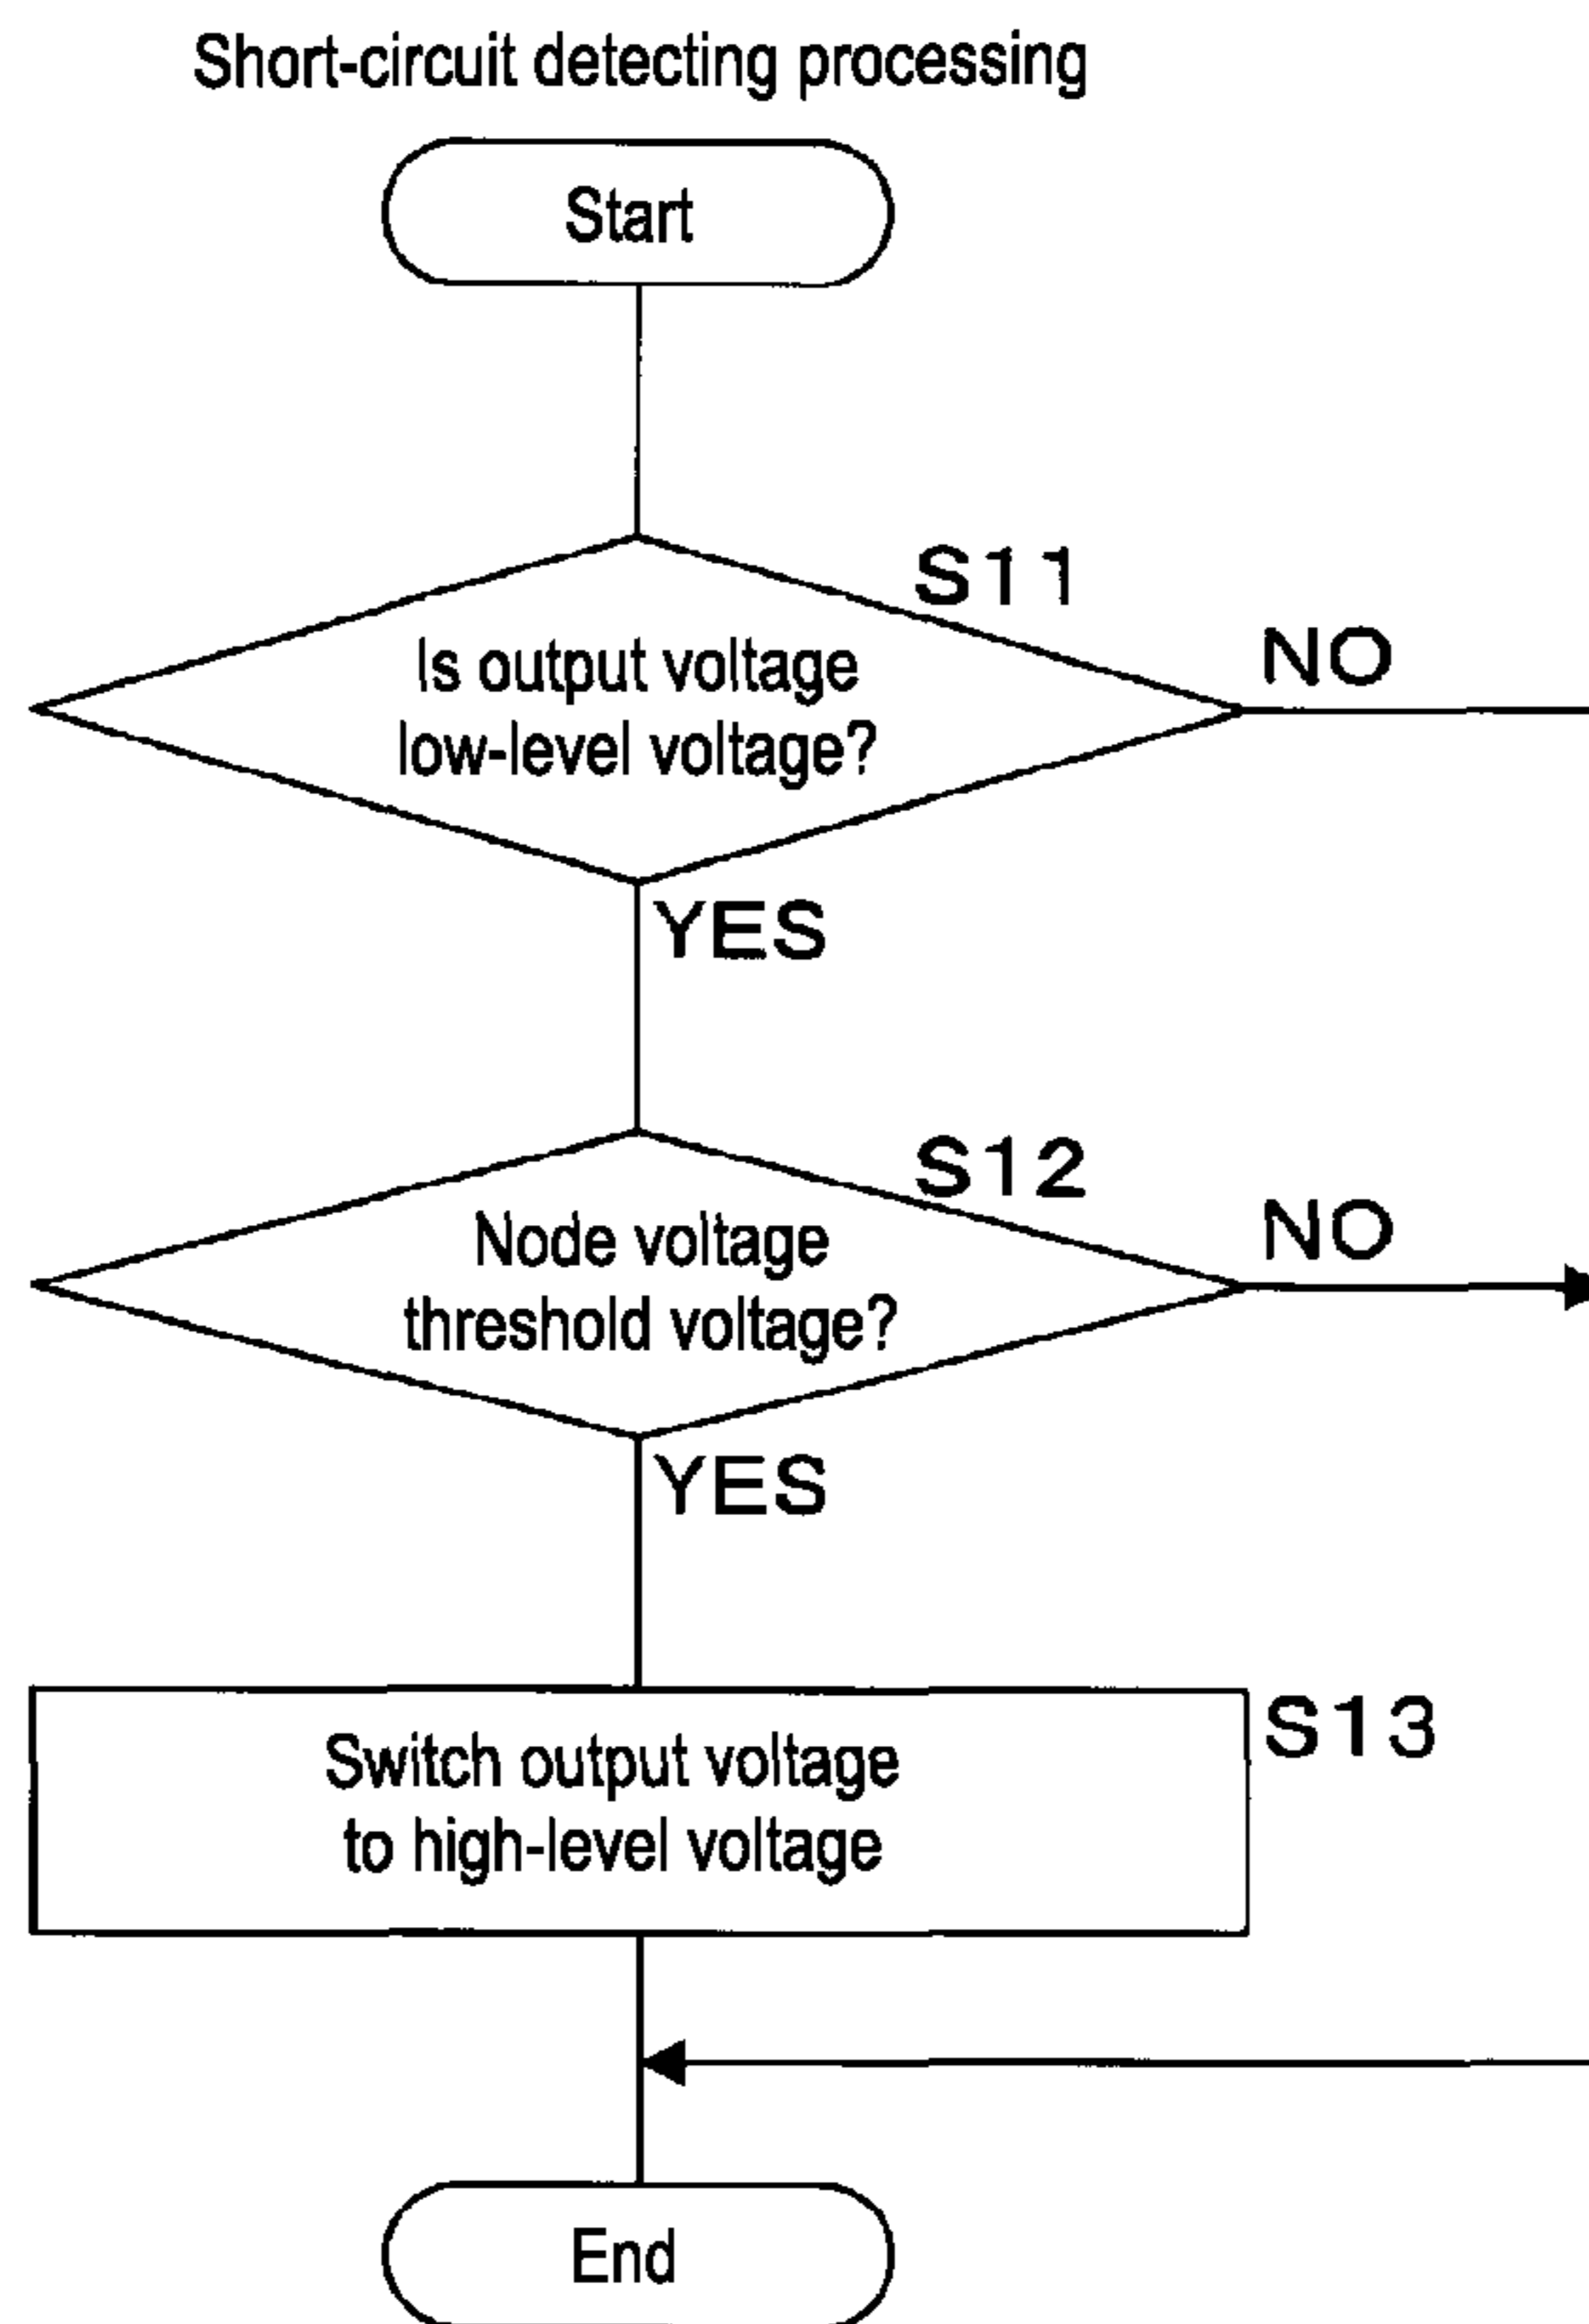 Short-circuit detecting processing
Start
S11
Is output voltage
low-level voltage?
NO
YES
S12
Node voltage
threshold voltage?
NO
YES
S13
Switch output voltage
to high-level voltage
End